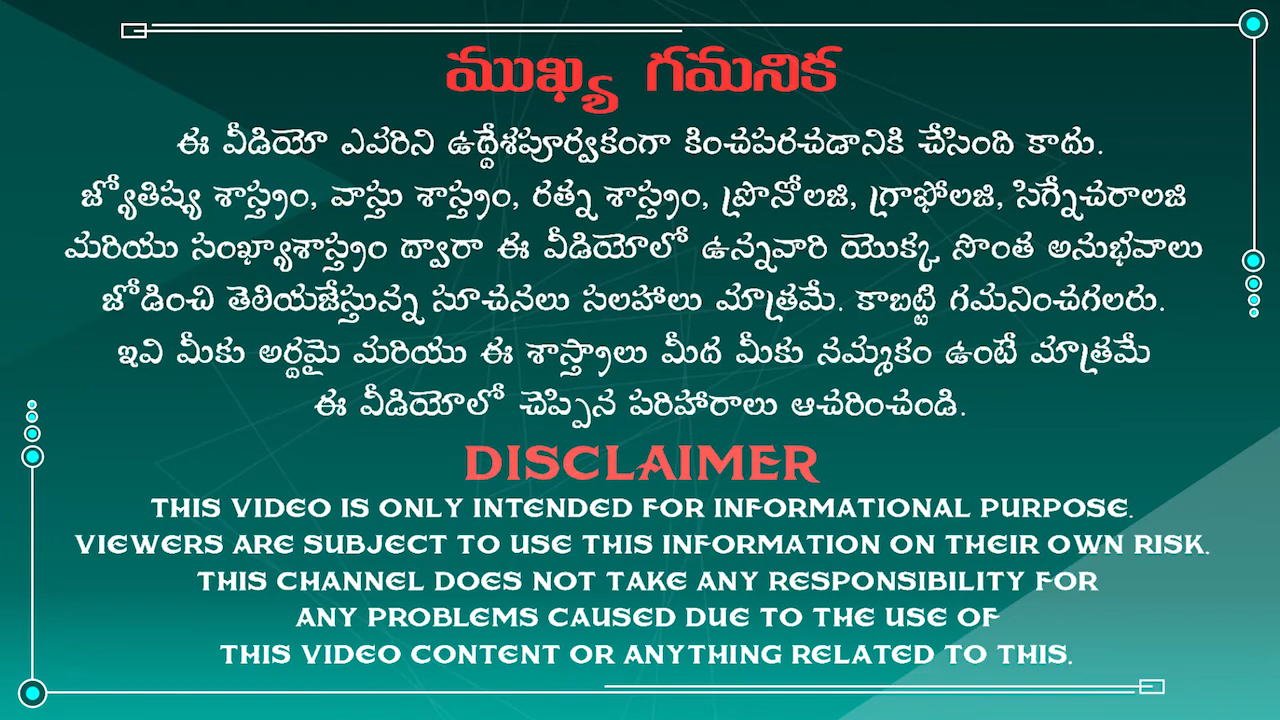 ముఖ్య గమనిక
ఈ వీడియో ఎవరిని ఉద్దేశపూర్వకంగా కించపరచడానికి చేసింది కాదు.
జ్యోతిష్య శాస్త్రం, వాస్తు శాస్త్రం, రత్న శాస్త్రం, ప్రొనోలజి, గ్రాఫోలజి, సిగ్నేచరాలజి
మరియు సంఖ్యాశాస్త్రం ద్వారా ఈ వీడియోలో ఉన్నవారి యొక్క సొంత అనుభవాలు
జోడించి తెలియజేస్తున్న సూచనలు సలహాలు మాత్రమే. కాబట్టి గమనించగలరు.
ఇవి మీకు అర్థమై మరియు ఈ శాస్త్రాలు మీద మీకు నమ్మకం ఉంటే మాత్రమే
ఈ వీడియోలో చెప్పిన పరిహారాలు ఆచరించండి.
DISCLAIMER
THIS VIDEO IS ONLY INTENDED FOR INFORMATIONAL PURPOSE.
VIEWERS ARE SUBJECT TO USE THIS INFORMATION ON THEIR OWN RISK.
THIS CHANNEL DOES NOT TAKE ANY RESPONSIBILITY FOR
ANY PROBLEMS CAUSED DUE TO THE USE OF
THIS VIDEO CONTENT OR ANYTHING RELATED TO THIS.